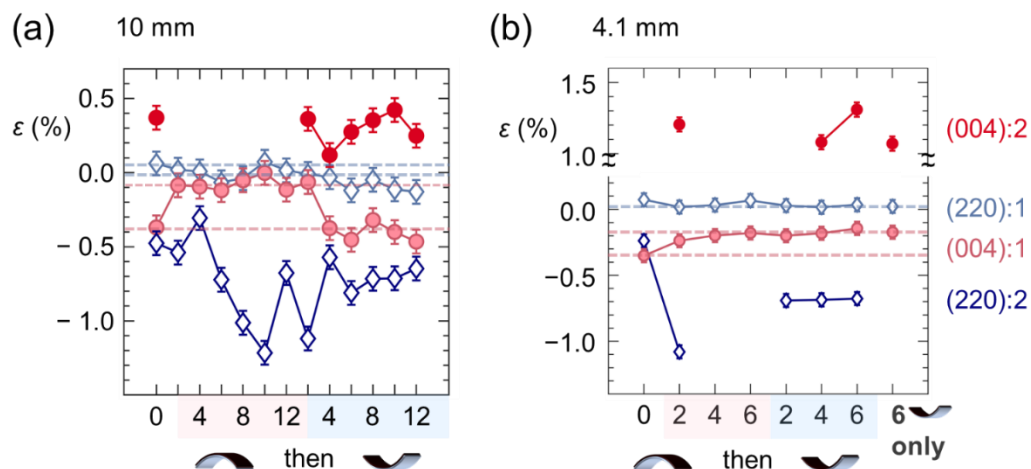 (a) 10 mm
ε (%)
0.5
0.0
− 0.5
− 1.0
0 4 8 12 4 8 12
then
(b) 4.1 mm
ε (%)
1.5
1.0
0.0
− 0.5
− 1.0
0 2 4 6 2 4 6 6
only
then
(004):2
(220):1
(004):1
(220):2